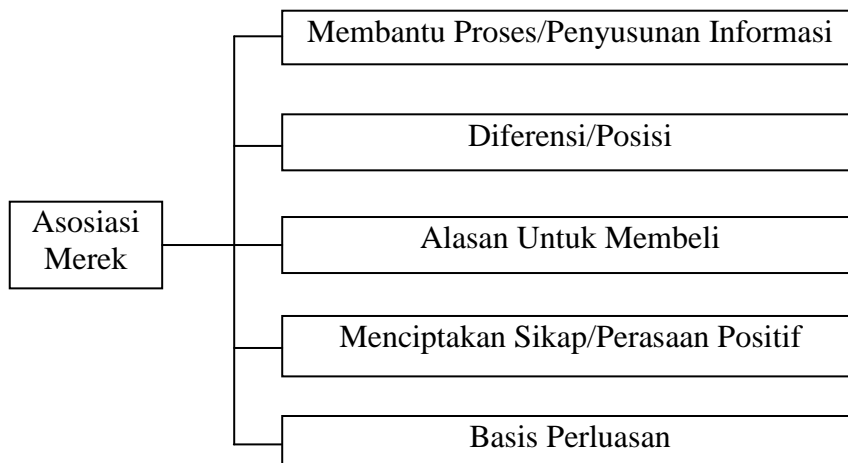 Membantu Proses/Penyusunan Informasi
Diferensi/Posisi
Asosiasi
Merek
Alasan Untuk Membeli
Menciptakan Sikap/Perasaan Positif
Basis Perluasan